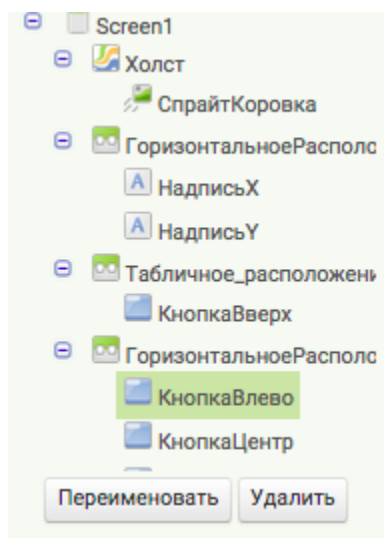 Screen1
Холст
СпрайтКоровка
ГоризонтальноеРасполо
A НадписьX
A НадписьY
Табличное_расположени
КнопкаВверх
ГоризонтальноеРасполо
КнопкаВлево
КнопкаЦентр
Переименовать Удалить